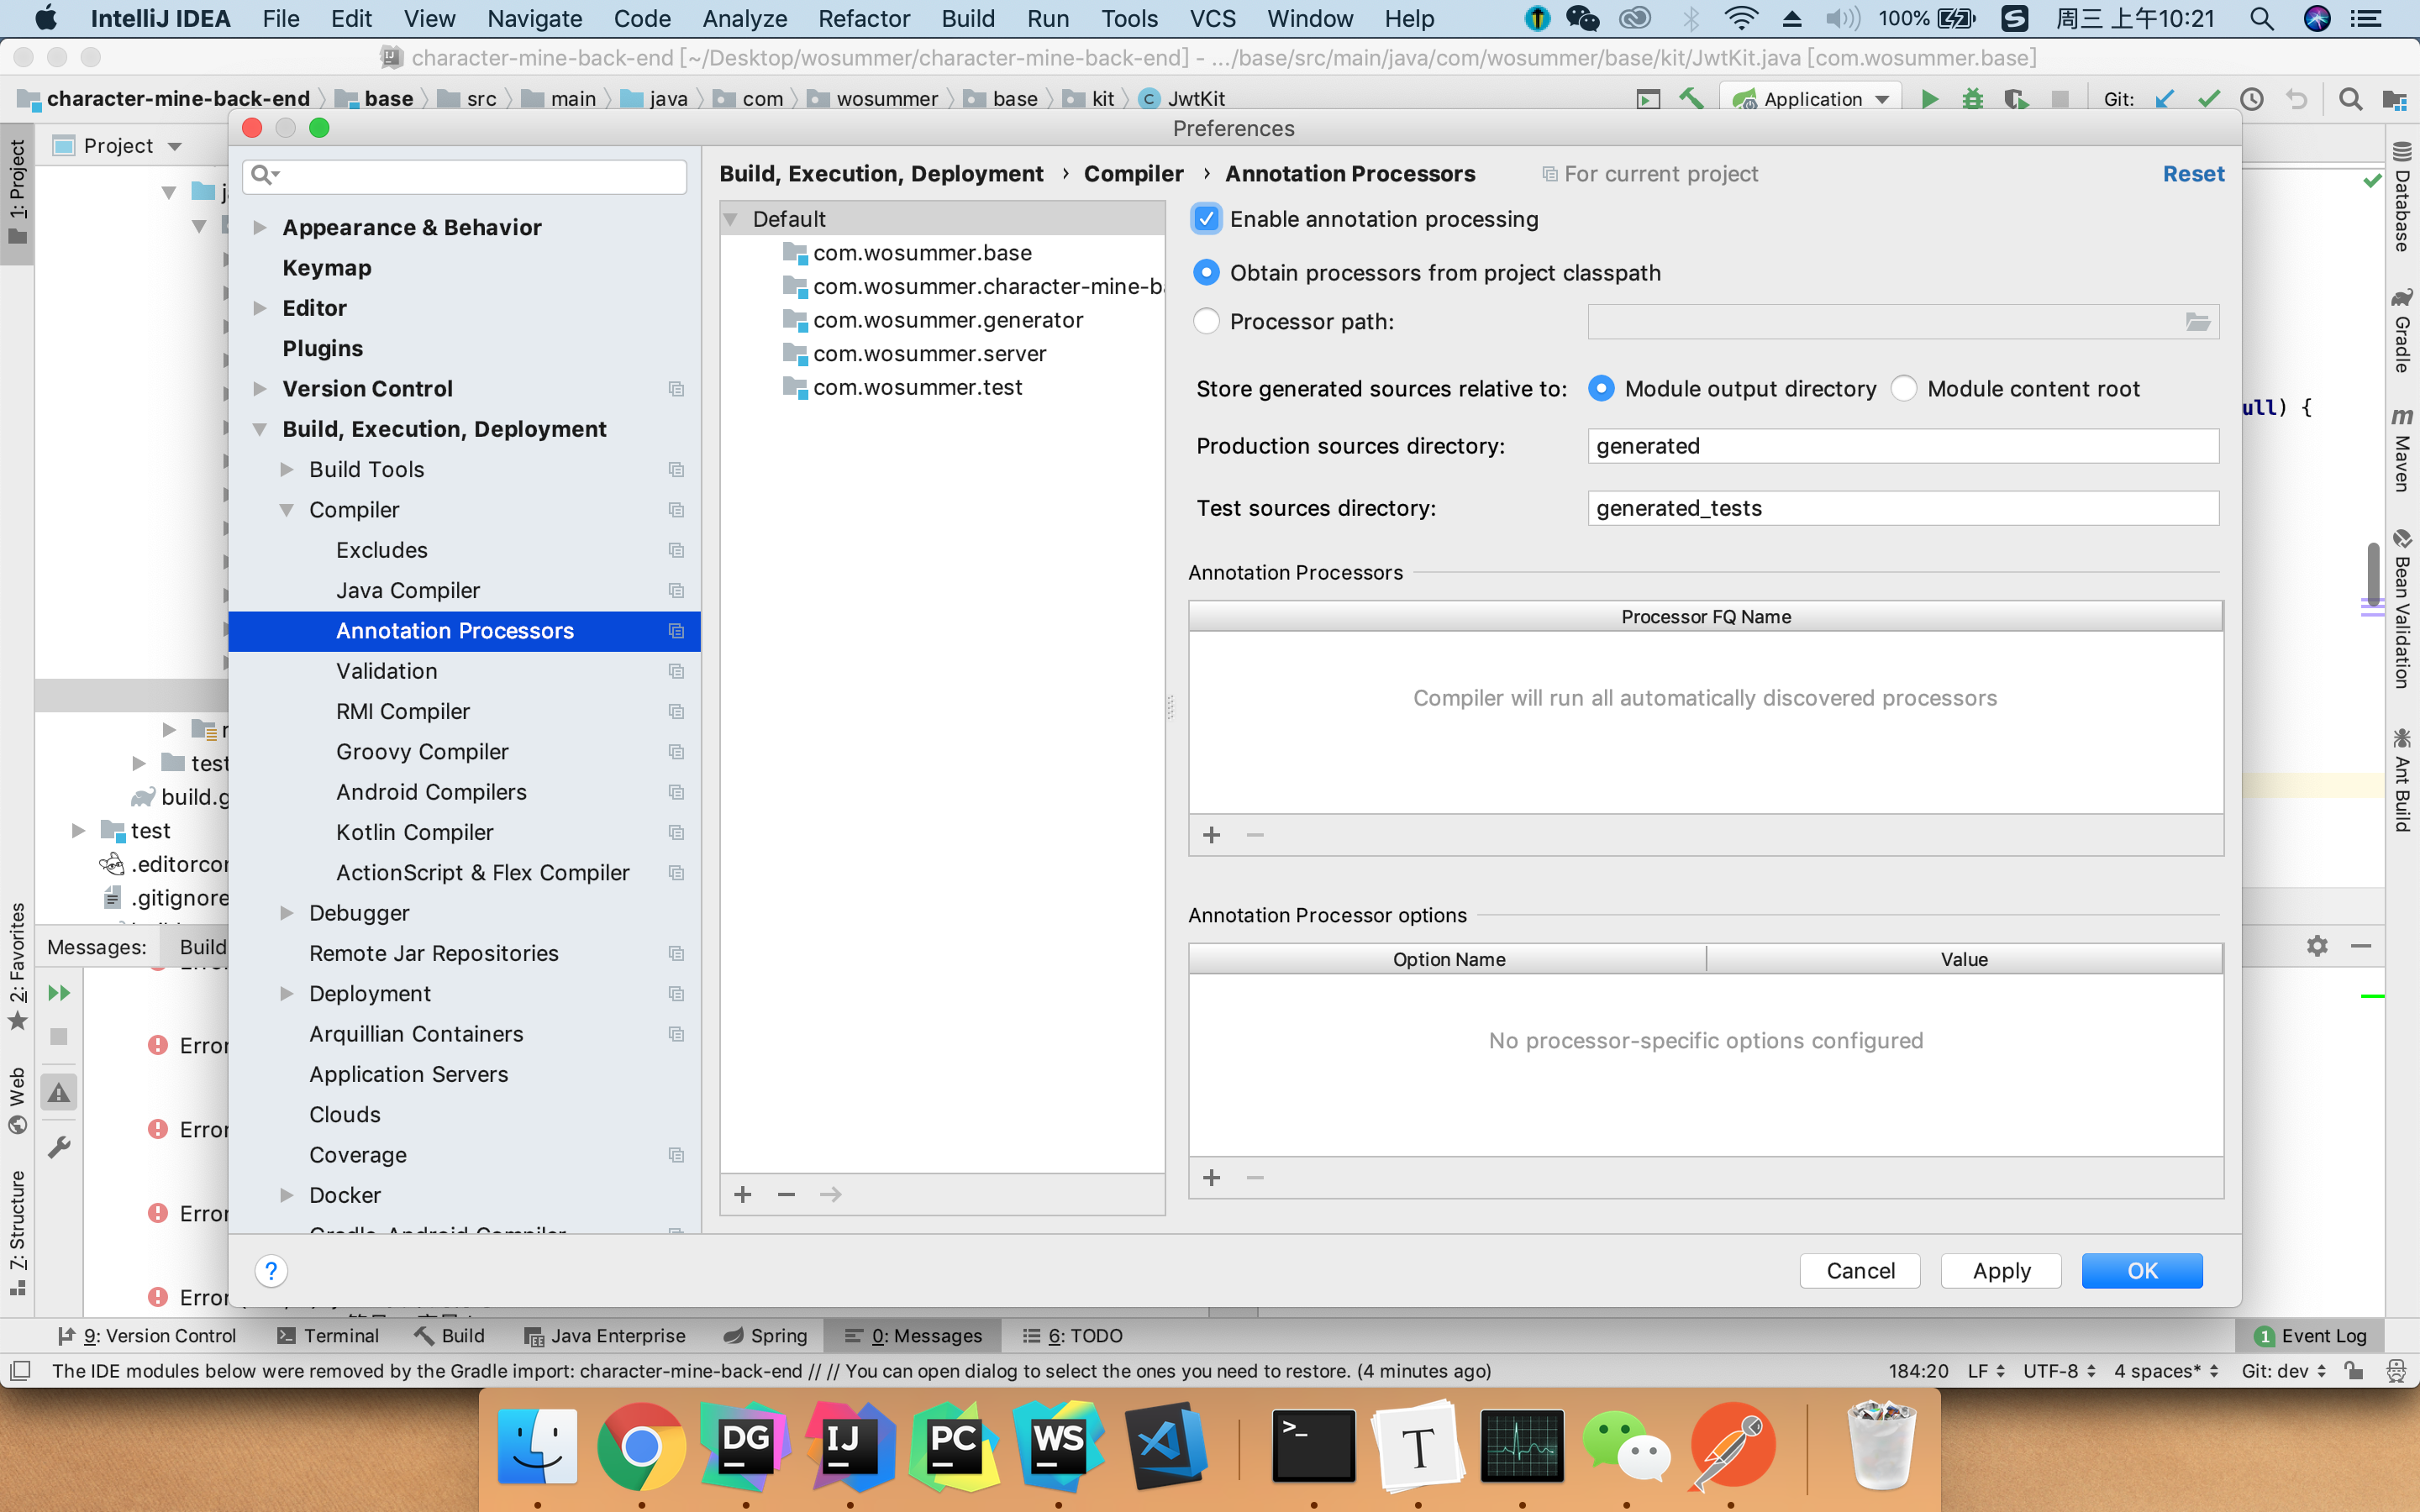 IntelliJ IDEA File Edit View Navigate Code Analyze Refactor Build Run Tools VCS Window Help 100% 周三 上午10:21
character-mine-back-end [~/Desktop/wosummer/character-mine-back-end] - .../base/src/main/java/com/wosummer/base/kit/JwtKit.java [com.wosummer.base]
character-mine-back-end base src main java com wosummer base kit JwtKit Application Git:
1: Project
Project
Preferences
Build, Execution, Deployment › Compiler › Annotation Processors For current project Reset
Appearance & Behavior
Keymap
Editor
Plugins
Version Control
Build, Execution, Deployment
Build Tools
Compiler
Excludes
Java Compiler
Annotation Processors
Validation
RMI Compiler
Groovy Compiler
Android Compilers
Kotlin Compiler
ActionScript & Flex Compiler
Debugger
Remote Jar Repositories
Deployment
Arquillian Containers
Application Servers
Clouds
Coverage
Docker
Gradle-Android Compiler
Default
com.wosummer.base
com.wosummer.character-mine-ba
com.wosummer.generator
com.wosummer.server
com.wosummer.test
Enable annotation processing
Obtain processors from project classpath
Processor path:
Store generated sources relative to: Module output directory Module content root
Production sources directory: generated
Test sources directory: generated_tests
Annotation Processors
Processor FQ Name
Compiler will run all automatically discovered processors
Annotation Processor options
Option Name Value
No processor-specific options configured
? Cancel Apply OK
ull) {
test
build.g
test
.editorcon
.gitignore
Messages: Build
Error
Error
Error
Error
2: Favorites
Web
7: Structure
Database
Gradle
Maven
Bean Validation
Ant Build
9: Version Control Terminal Build Java Enterprise Spring 0: Messages 6: TODO 1 Event Log
The IDE modules below were removed by the Gradle import: character-mine-back-end // // You can open dialog to select the ones you need to restore. (4 minutes ago) 184:20 LF UTF-8 4 spaces* Git: dev
DG IJ PC WS >_ T